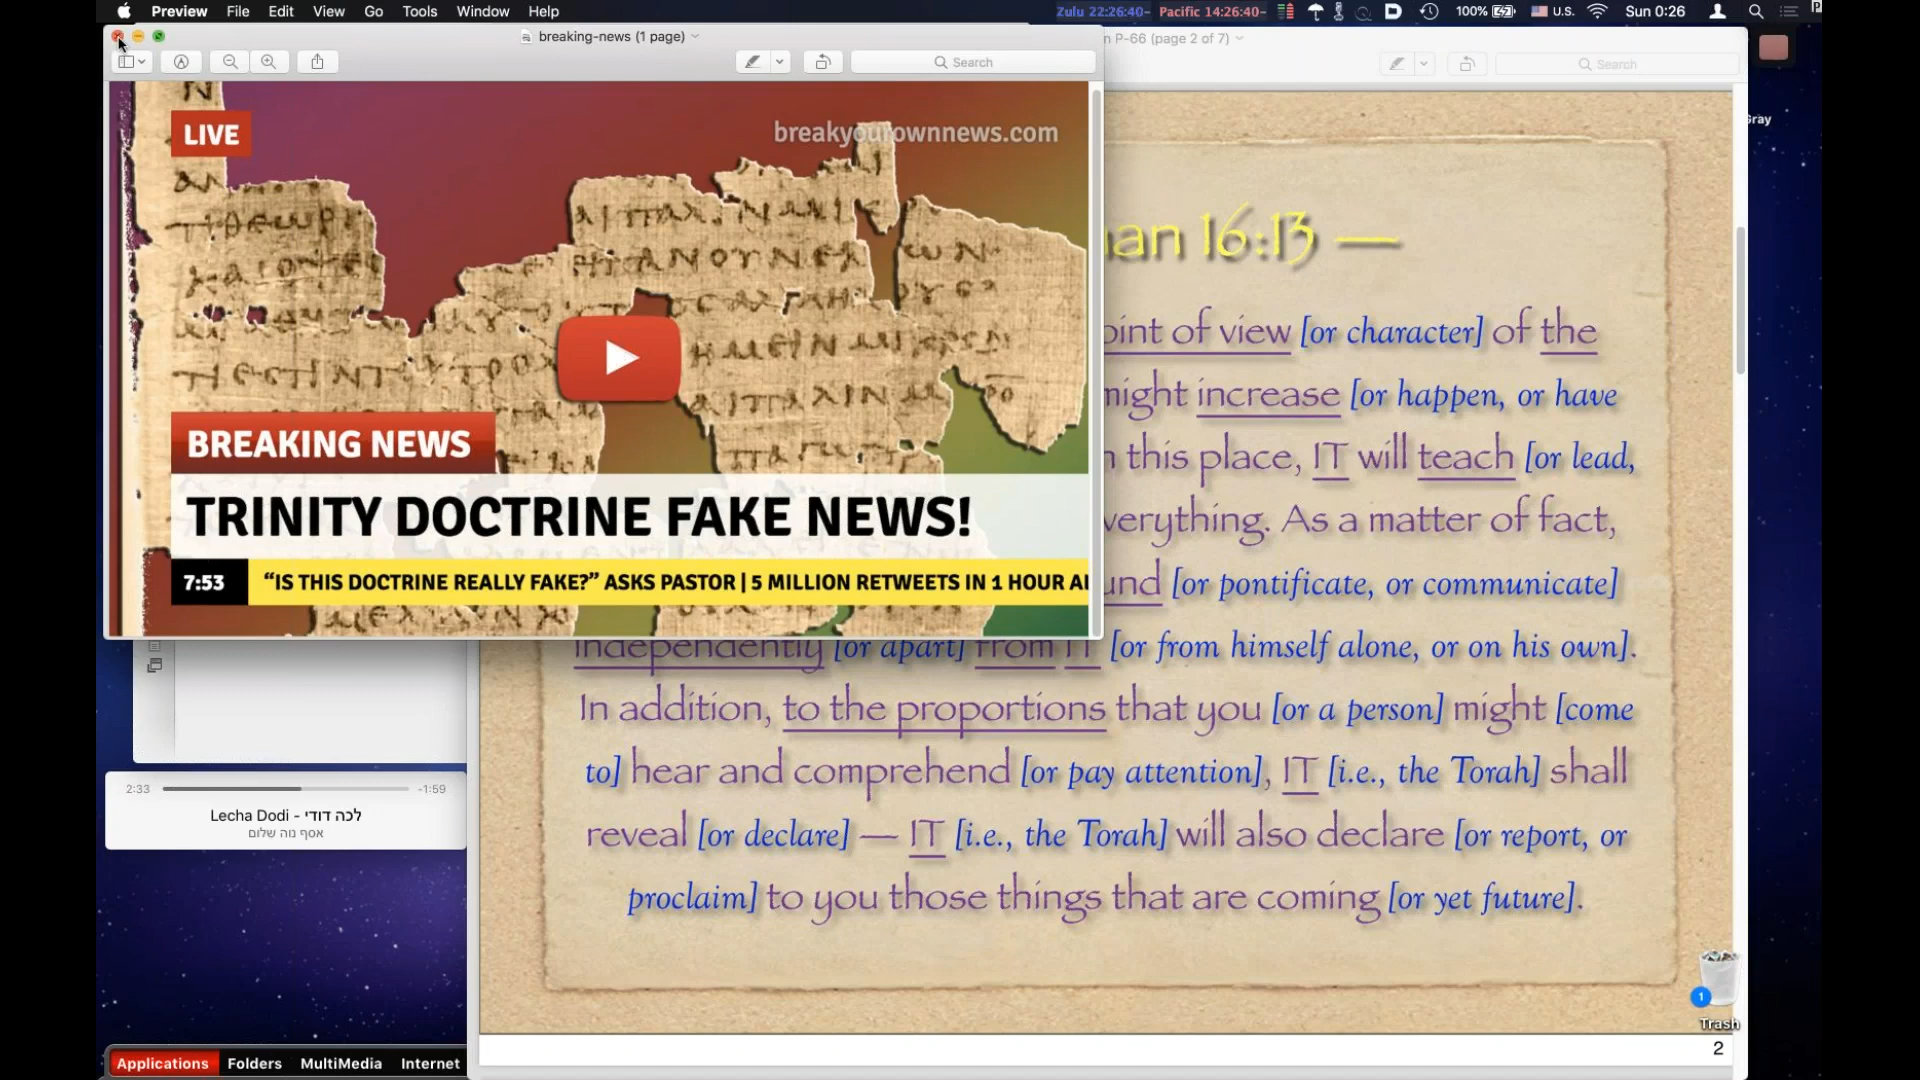 Preview File Edit View Go Tools Window Help
Zulu 22:26:40 Pacific 14:26:40 100% U.S. Sun 0:26
breaking-news (1 page)
Search
P-66 (page 2 of 7)
Search
LIVE
breakyourownnews.com
BREAKING NEWS
TRINITY DOCTRINE FAKE NEWS!
7:53 “IS THIS DOCTRINE REALLY FAKE?” ASKS PASTOR | 5 MILLION RETWEETS IN 1 HOUR
16:13 —
of view [or character] of the
might increase [or happen, or have
this place, IT will teach [or lead,
As a matter of fact,
[or pontificate, or communicate]
independently [or apart] from IT [or from himself alone, or on his own].
In addition, to the proportions that you [or a person] might [come
to] hear and comprehend [or pay attention], IT [i.e., the Torah] shall
reveal [or declare] — IT [i.e., the Torah] will also declare [or report, or
proclaim] to you those things that are coming [or yet future].
2:33 -1:59
Lecha Dodi - לכה דודי
אסף נוה שלום
Applications Folders MultiMedia Internet
1
Trash
2